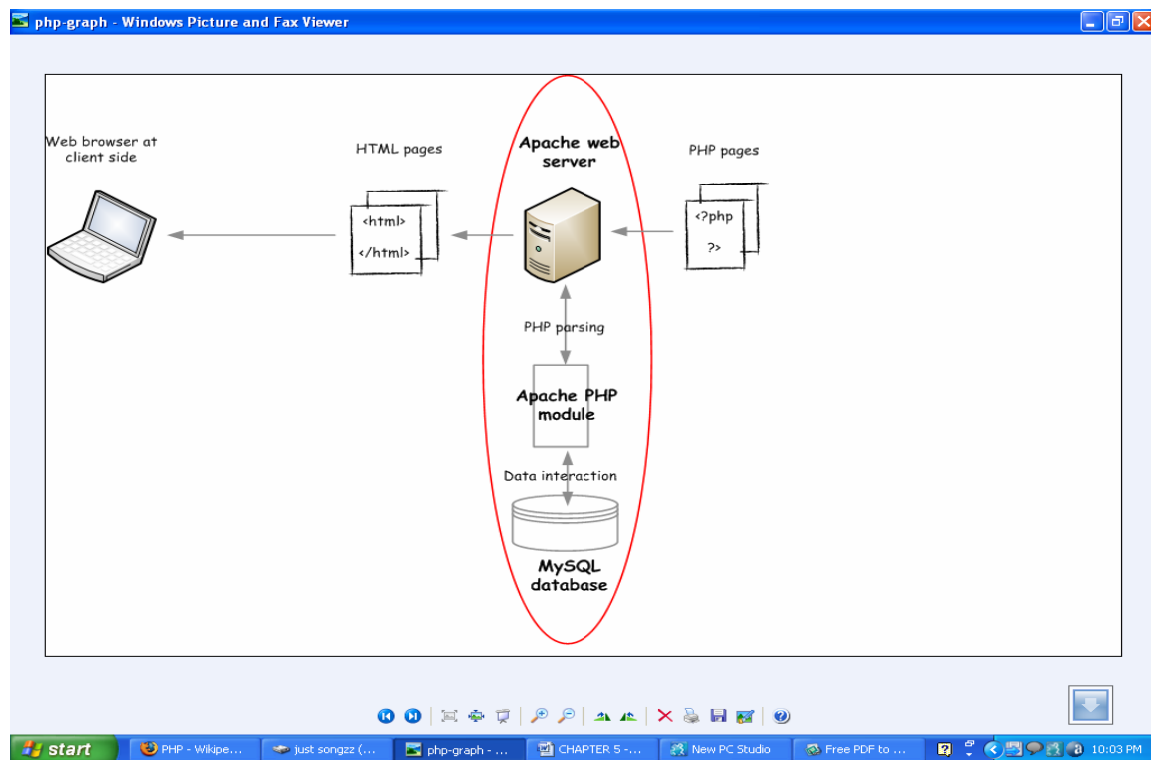 php-graph - Windows Picture and Fax Viewer
Web browser at
client side
HTML pages
Apache web
server
PHP pages
<html>
</html>
<?php
?>
PHP parsing
Apache PHP
module
Data interaction
MySQL
database
start
PHP - Wikipe...
just songzz (...
php-graph - ...
CHAPTER 5 -...
New PC Studio
Free PDF to ...
10:03 PM